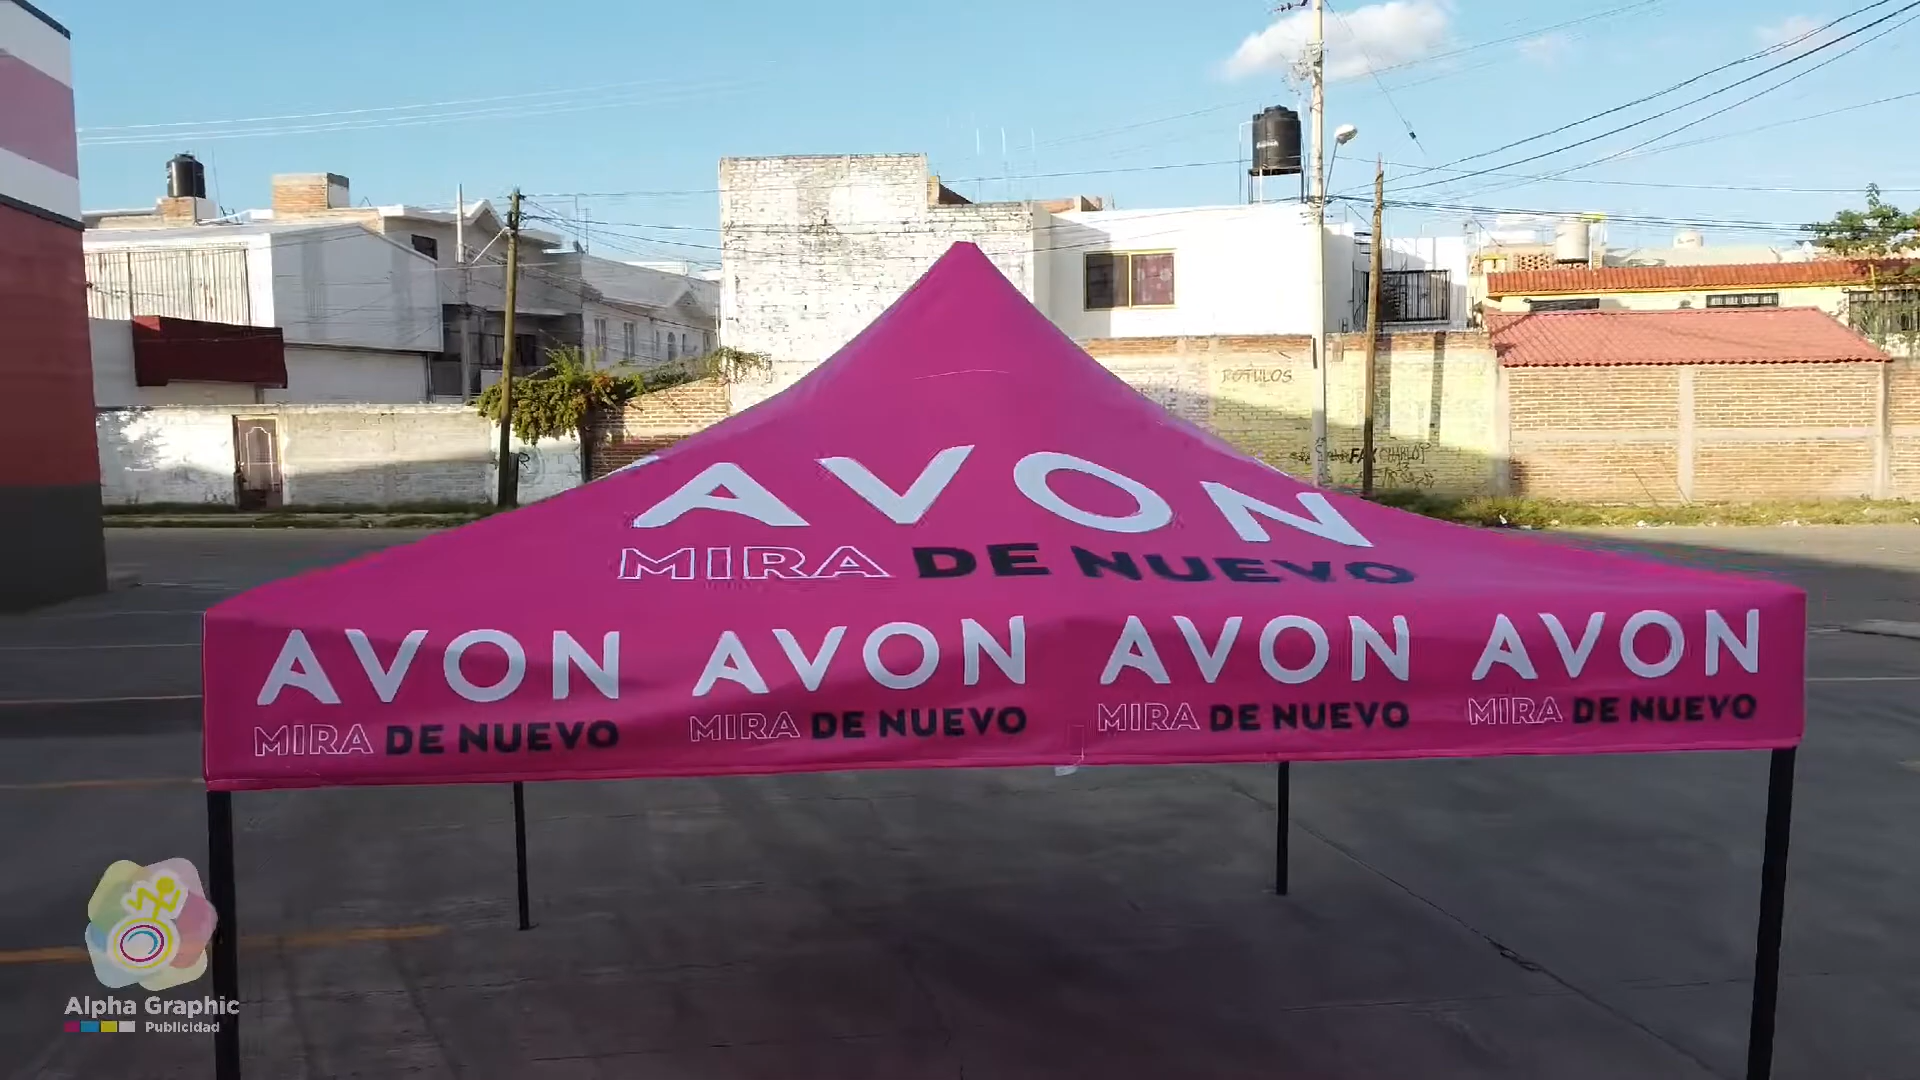 ROTULOS
AVON
MIRA DE NUEVO
AVON AVON AVON AVON
MIRA DE NUEVO MIRA DE NUEVO MIRA DE NUEVO MIRA DE NUEVO
Alpha Graphic
Publicidad